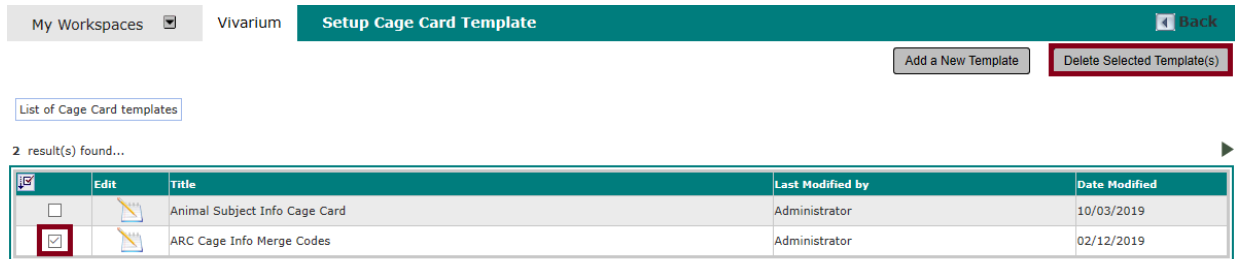 My Workspaces Vivarium Setup Cage Card Template Back
Add a New Template Delete Selected Template(s)
List of Cage Card templates
2 result(s) found...
Edit Title Last Modified by Date Modified
Animal Subject Info Cage Card Administrator 10/03/2019
ARC Cage Info Merge Codes Administrator 02/12/2019